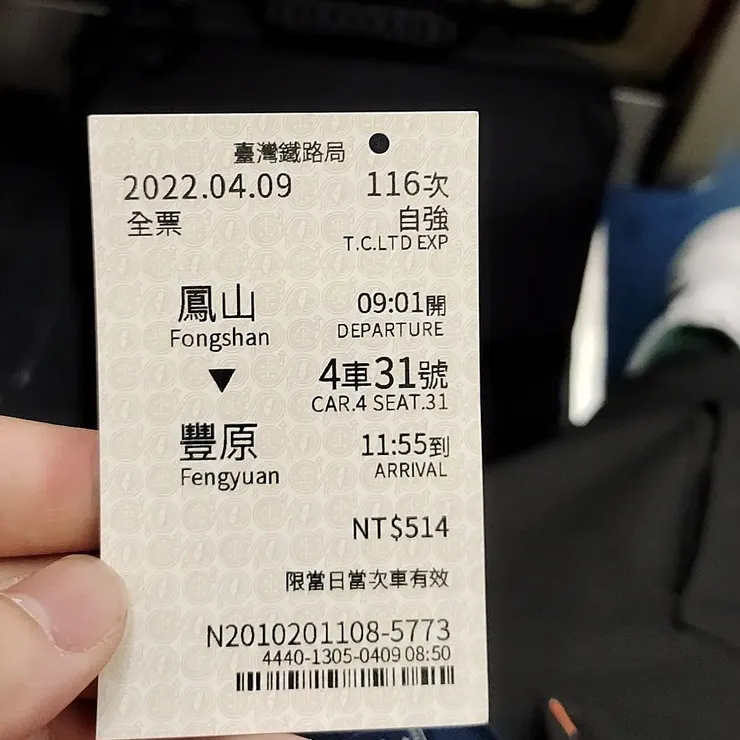 臺灣鐵路局
2022.04.09 116次
全票 自強
T.C.LTD EXP
鳳山 09:01開
Fongshan DEPARTURE
▼ 4車31號
CAR.4 SEAT.31
豐原 11:55到
Fengyuan ARRIVAL
NT$514
限當日當次車有效
N2010201108-5773
4440-1305-0409 08:50